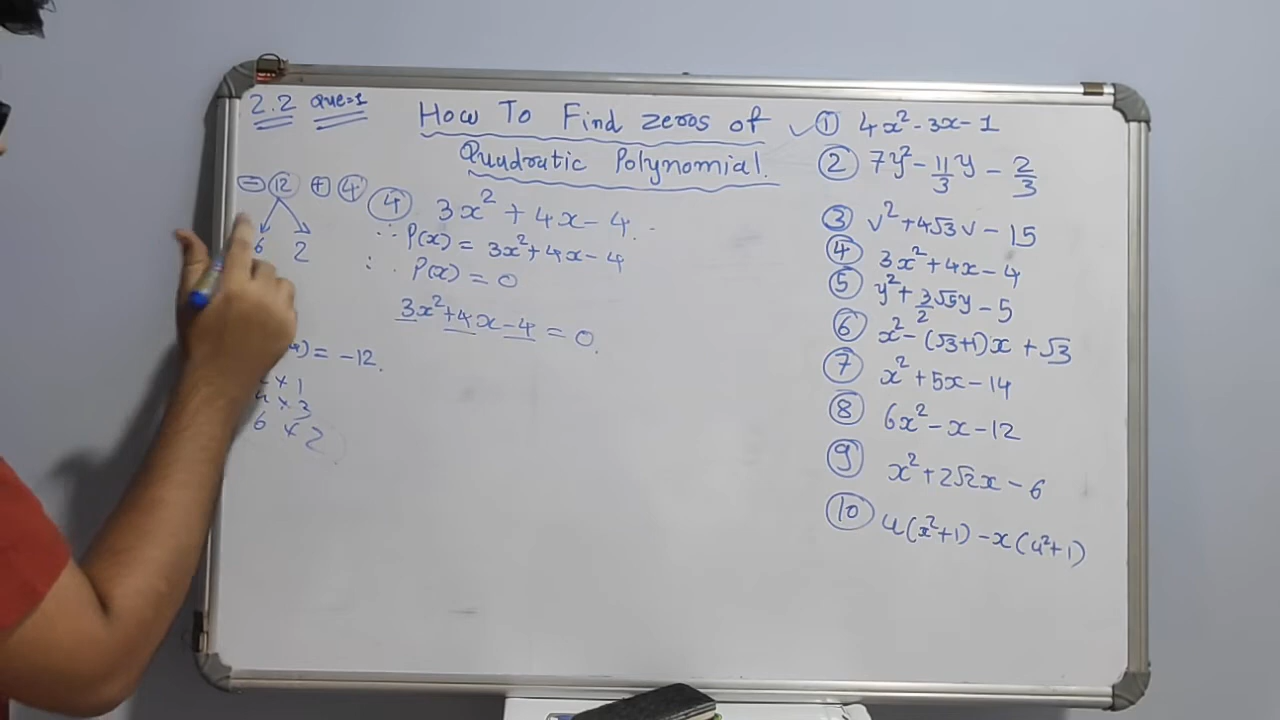 2.2 Que=1
How To Find zeros of
Quadratic Polynomial.
- 12 + 4
6 2
) = -12.
× 1
4 × 3
6 × 2
④ 3x² + 4x - 4.
∴ P(x) = 3x² + 4x - 4
∴ P(x) = 0
3x² + 4x - 4 = 0.
✓ ① 4x² - 3x - 1
② 7y² - 11/3 y - 2/3
③ v² + 4√3v - 15
④ 3x² + 4x - 4
⑤ y² + 3/2 √5y - 5
⑥ x² - (√3+1)x + √3
⑦ x² + 5x - 14
⑧ 6x² - x - 12
⑨ x² + 2√2x - 6
⑩ 4(x²+1) - x(4²+1)